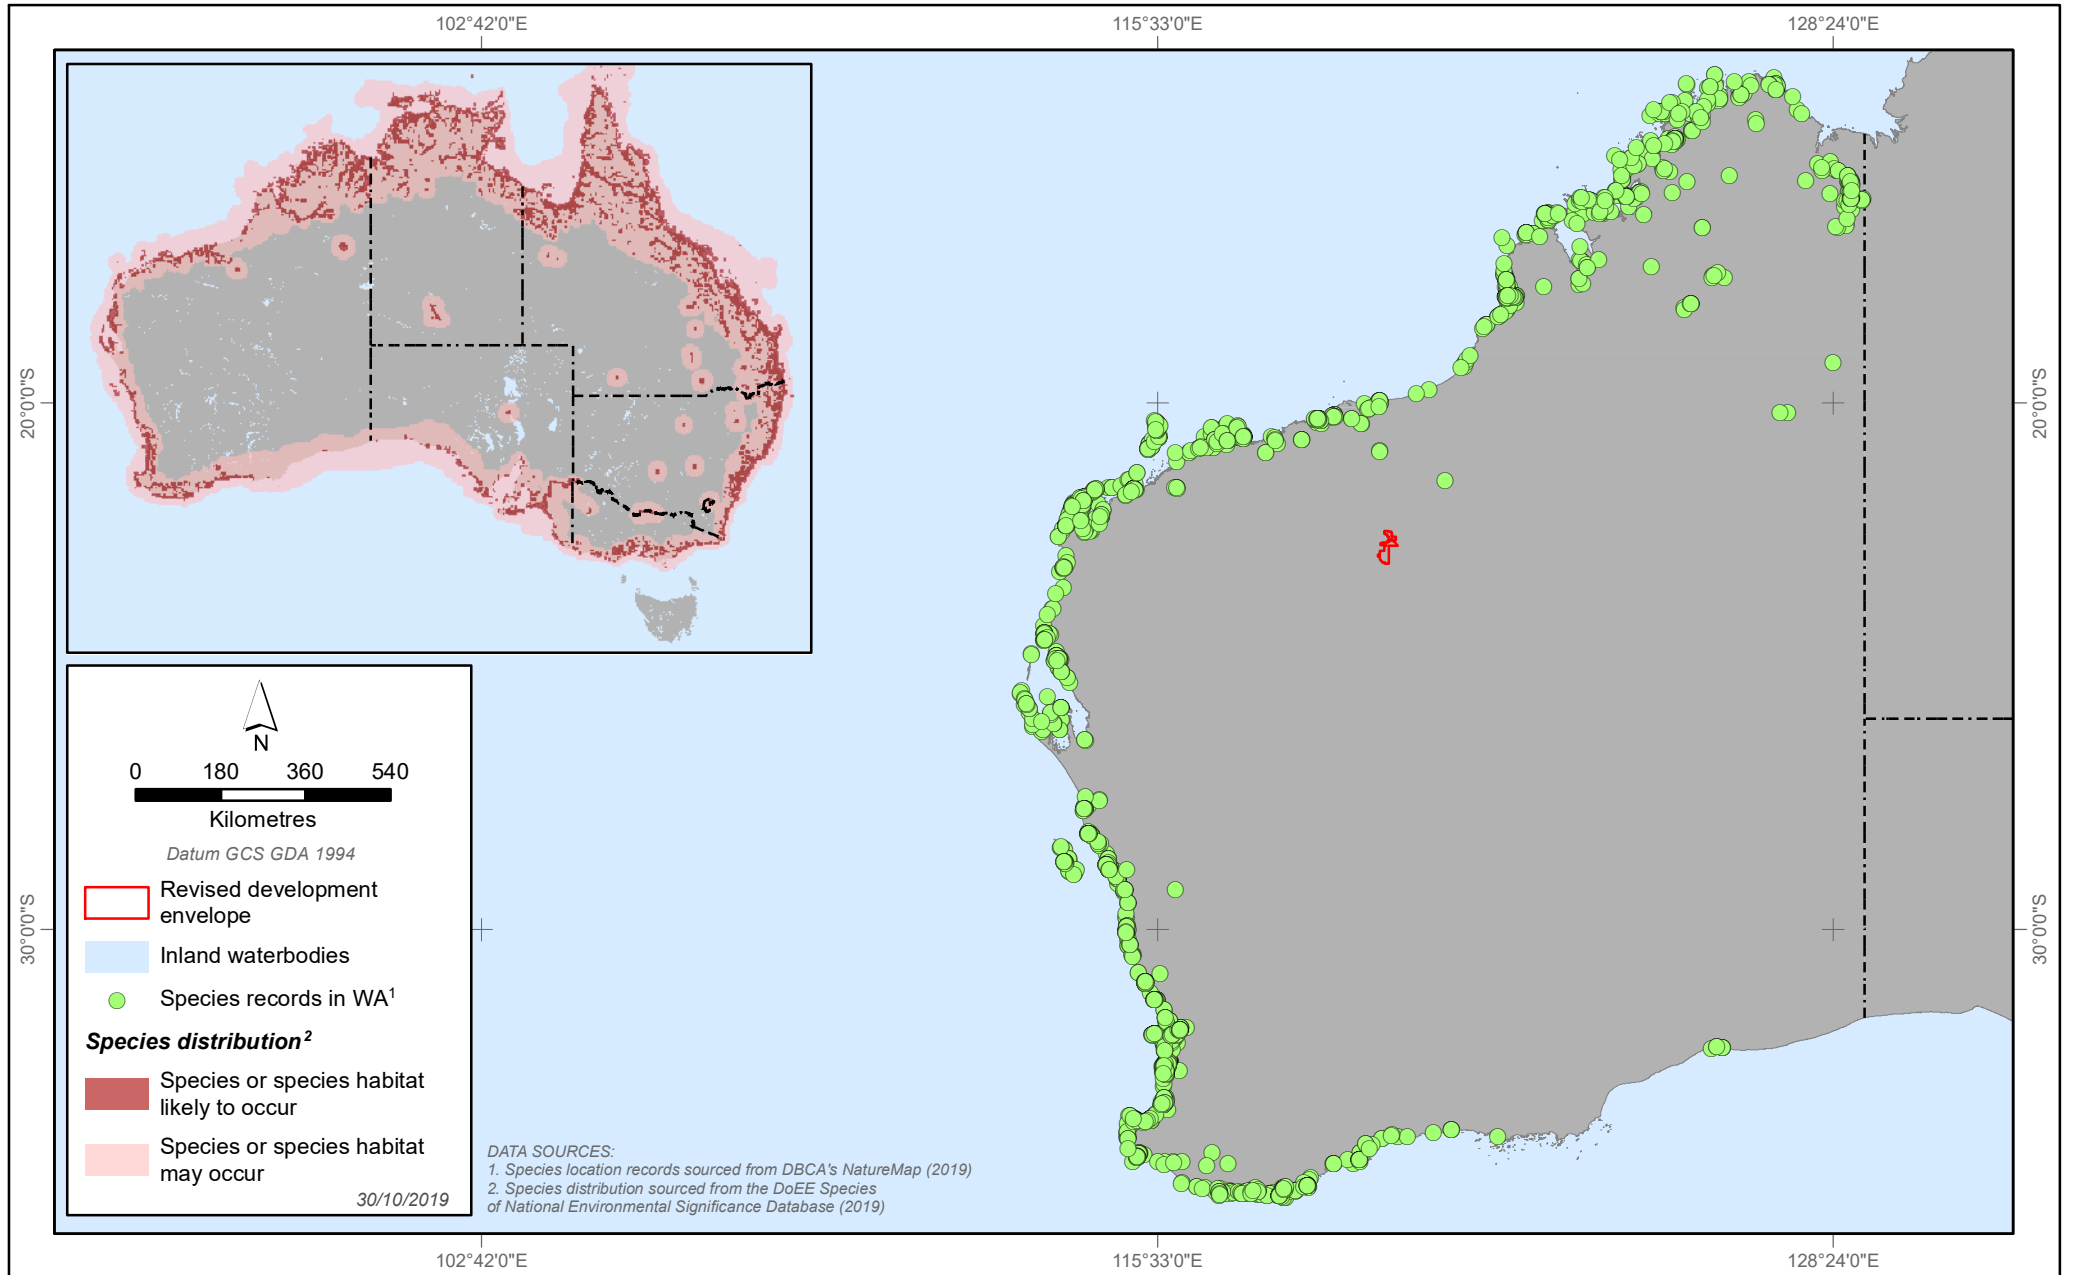 102°42'0"E
115°33'0"E
128°24'0"E
20°0'0"S
20°0'0"S
30°0'0"S
30°0'0"S
N
0 180 360 540
Kilometres
Datum GCS GDA 1994
Revised development
envelope
Inland waterbodies
Species records in WA¹
Species distribution²
Species or species habitat
likely to occur
Species or species habitat
may occur
30/10/2019
DATA SOURCES:
1. Species location records sourced from DBCA's NatureMap (2019)
2. Species distribution sourced from the DoEE Species
of National Environmental Significance Database (2019)
102°42'0"E
115°33'0"E
128°24'0"E